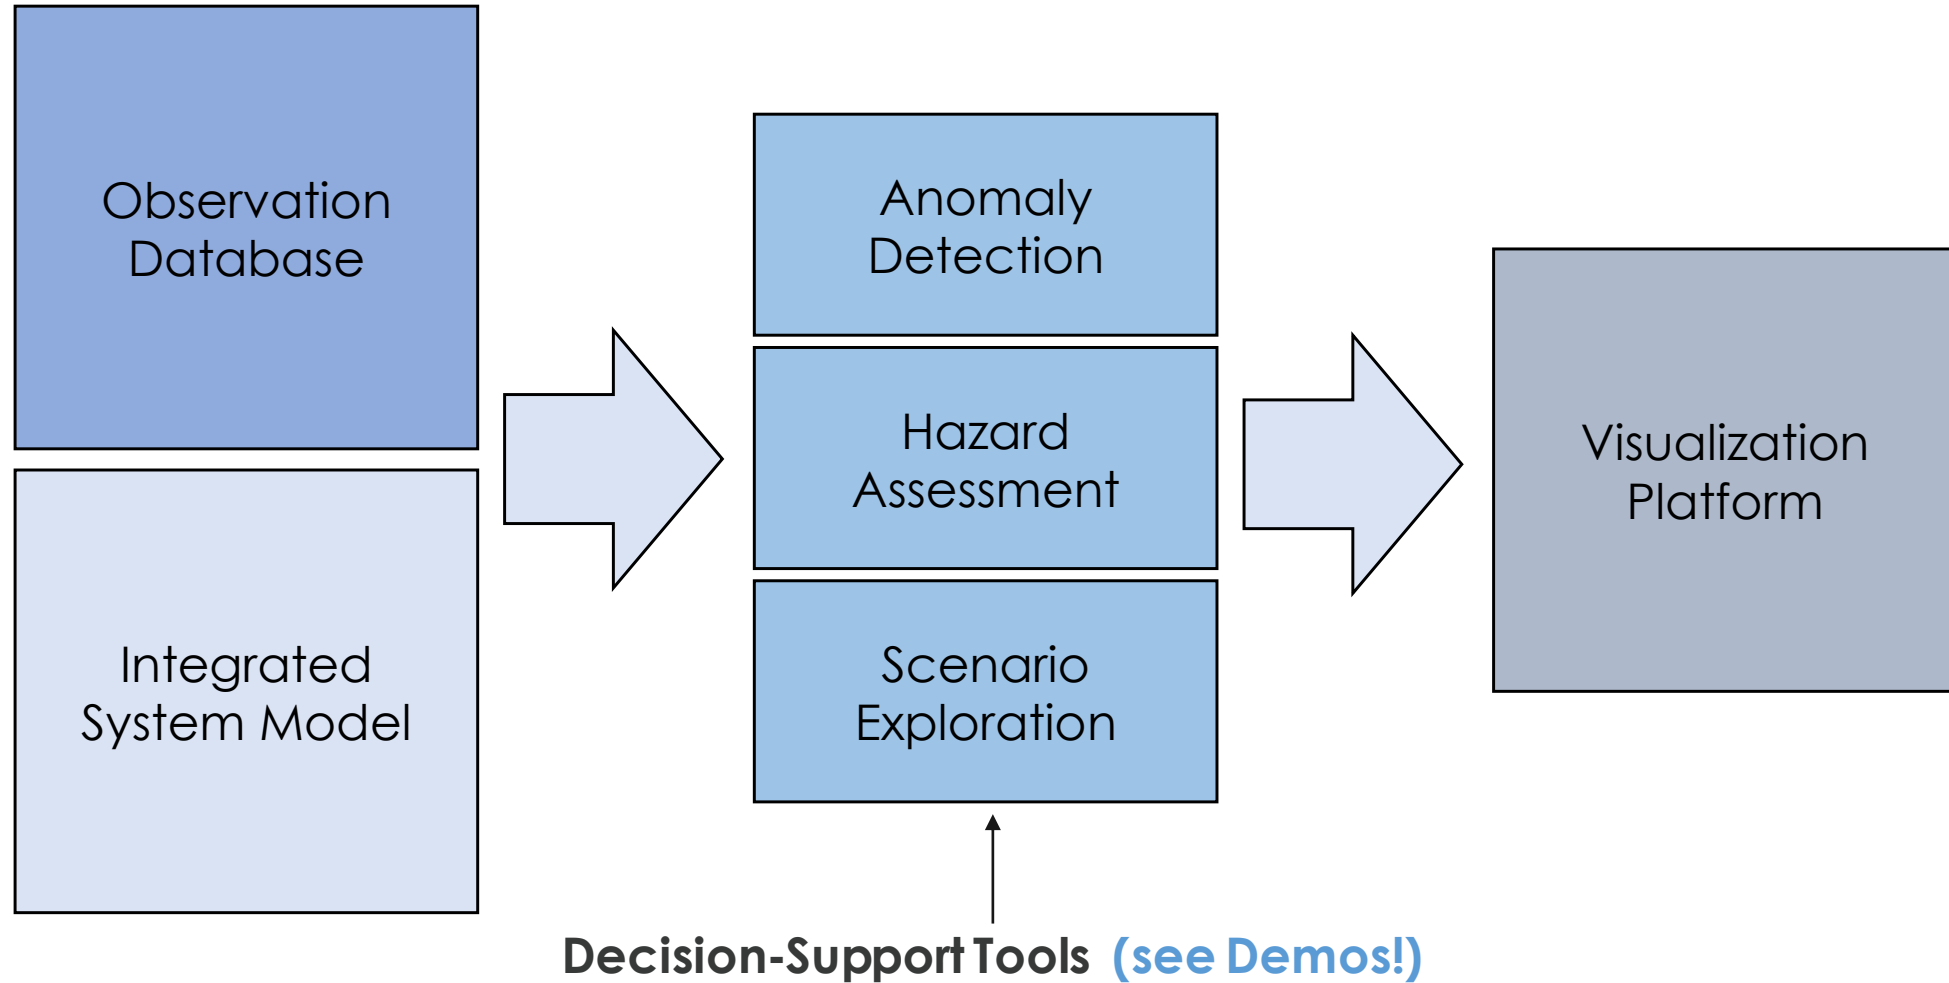 Observation
Database
Integrated
System Model
Anomaly
Detection
Hazard
Assessment
Scenario
Exploration
Visualization
Platform
Decision-Support Tools (see Demos!)